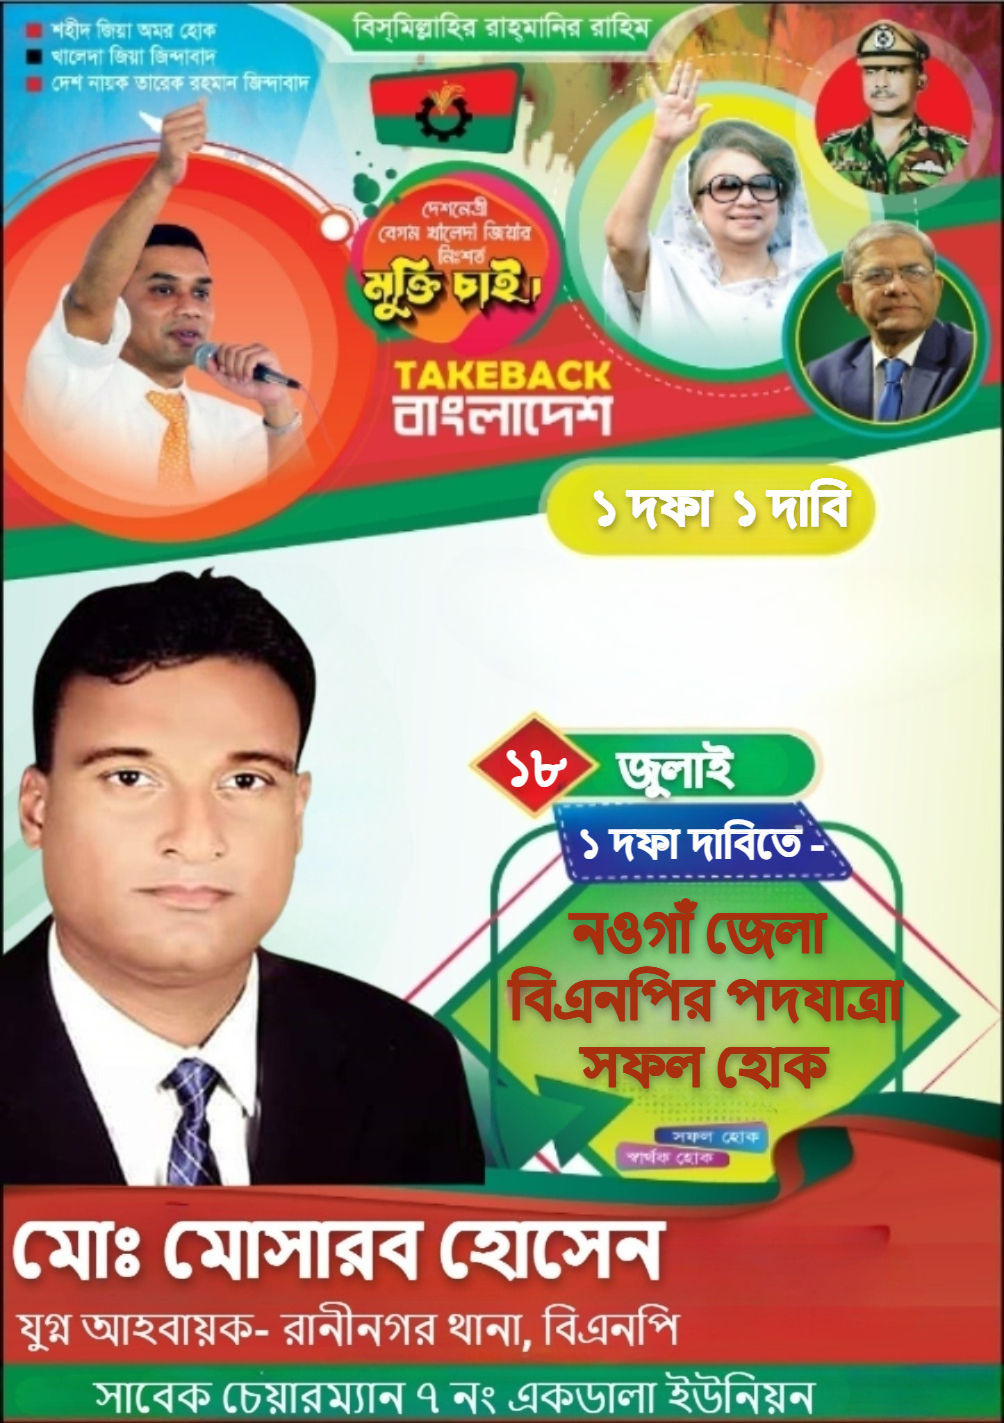 শহীদ জিয়া অমর হোক
খালেদা জিয়া জিন্দাবাদ
দেশ নায়ক তারেক রহমান জিন্দাবাদ
বিস্‌মিল্লাহির রাহ্‌মানির রাহিম
দেশনেত্রী
বেগম খালেদা জিয়ার
নিঃশর্ত
মুক্তি চাই।
TAKEBACK
বাংলাদেশ
১ দফা ১ দাবি
১৮ জুলাই
১ দফা দাবিতে -
নওগাঁ জেলা
বিএনপির পদযাত্রা
সফল হোক
সফল হোক
স্বার্থক হোক
মোঃ মোসারব হোসেন
যুগ্ন আহবায়ক- রানীনগর থানা, বিএনপি
সাবেক চেয়ারম্যান ৭ নং একডালা ইউনিয়ন